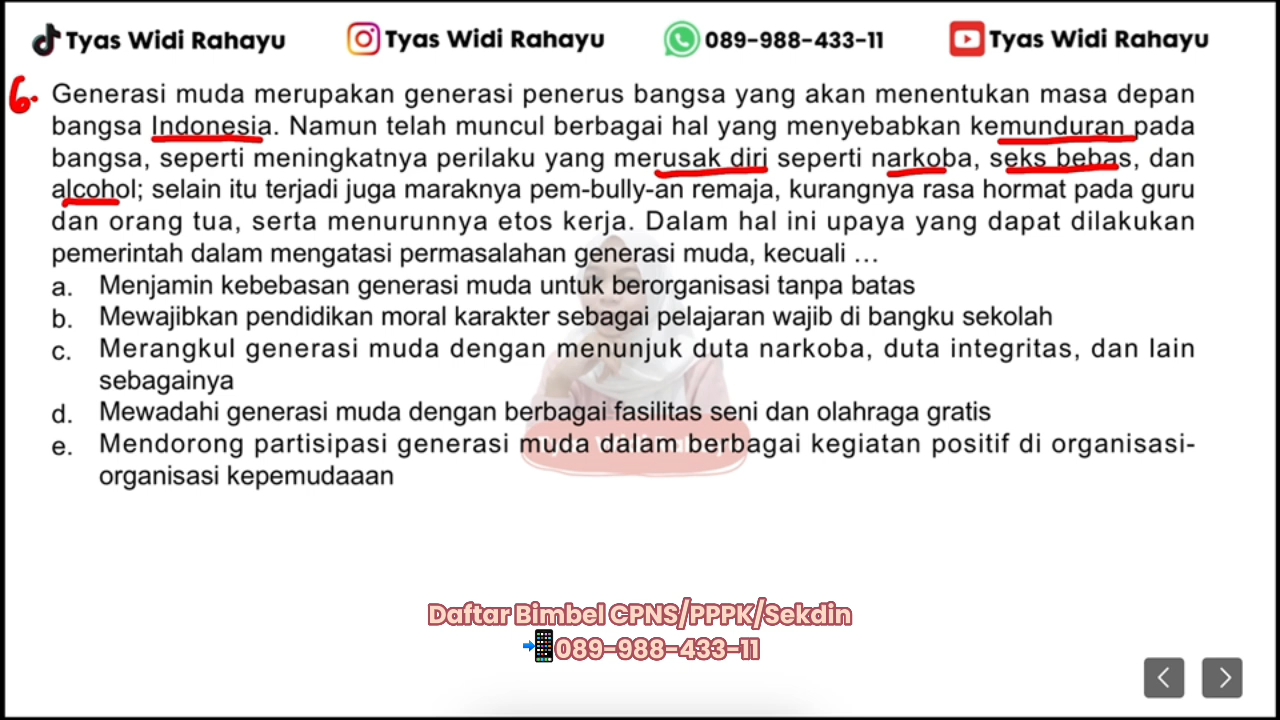 Tyas Widi Rahayu Tyas Widi Rahayu 089-988-433-11 Tyas Widi Rahayu
6. Generasi muda merupakan generasi penerus bangsa yang akan menentukan masa depan
bangsa Indonesia. Namun telah muncul berbagai hal yang menyebabkan kemunduran pada
bangsa, seperti meningkatnya perilaku yang merusak diri seperti narkoba, seks bebas, dan
alcohol; selain itu terjadi juga maraknya pem-bully-an remaja, kurangnya rasa hormat pada guru
dan orang tua, serta menurunnya etos kerja. Dalam hal ini upaya yang dapat dilakukan
pemerintah dalam mengatasi permasalahan generasi muda, kecuali …
a. Menjamin kebebasan generasi muda untuk berorganisasi tanpa batas
b. Mewajibkan pendidikan moral karakter sebagai pelajaran wajib di bangku sekolah
c. Merangkul generasi muda dengan menunjuk duta narkoba, duta integritas, dan lain
sebagainya
d. Mewadahi generasi muda dengan berbagai fasilitas seni dan olahraga gratis
e. Mendorong partisipasi generasi muda dalam berbagai kegiatan positif di organisasi-
organisasi kepemudaaan
Daftar Bimbel CPNS/PPPK/Sekdin
089-988-433-11